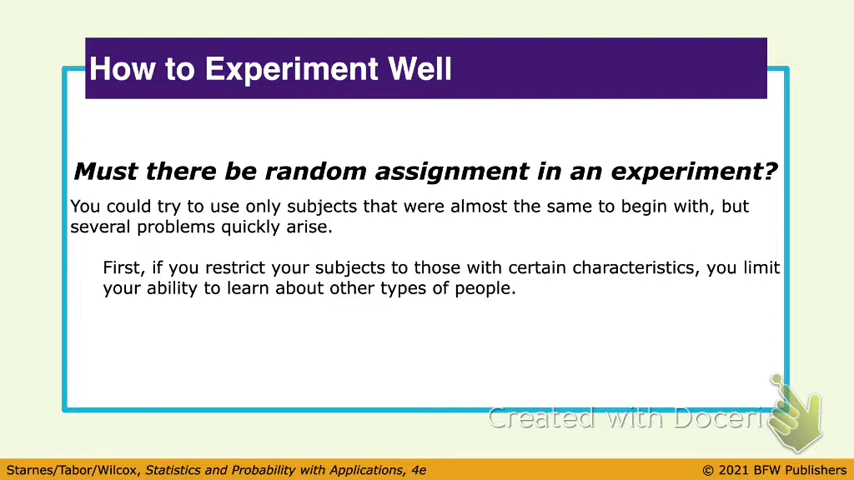 How to Experiment Well
Must there be random assignment in an experiment?
You could try to use only subjects that were almost the same to begin with, but
several problems quickly arise.
First, if you restrict your subjects to those with certain characteristics, you limit
your ability to learn about other types of people.
Created with Doceri
Starnes/Tabor/Wilcox, Statistics and Probability with Applications, 4e
© 2021 BFW Publishers